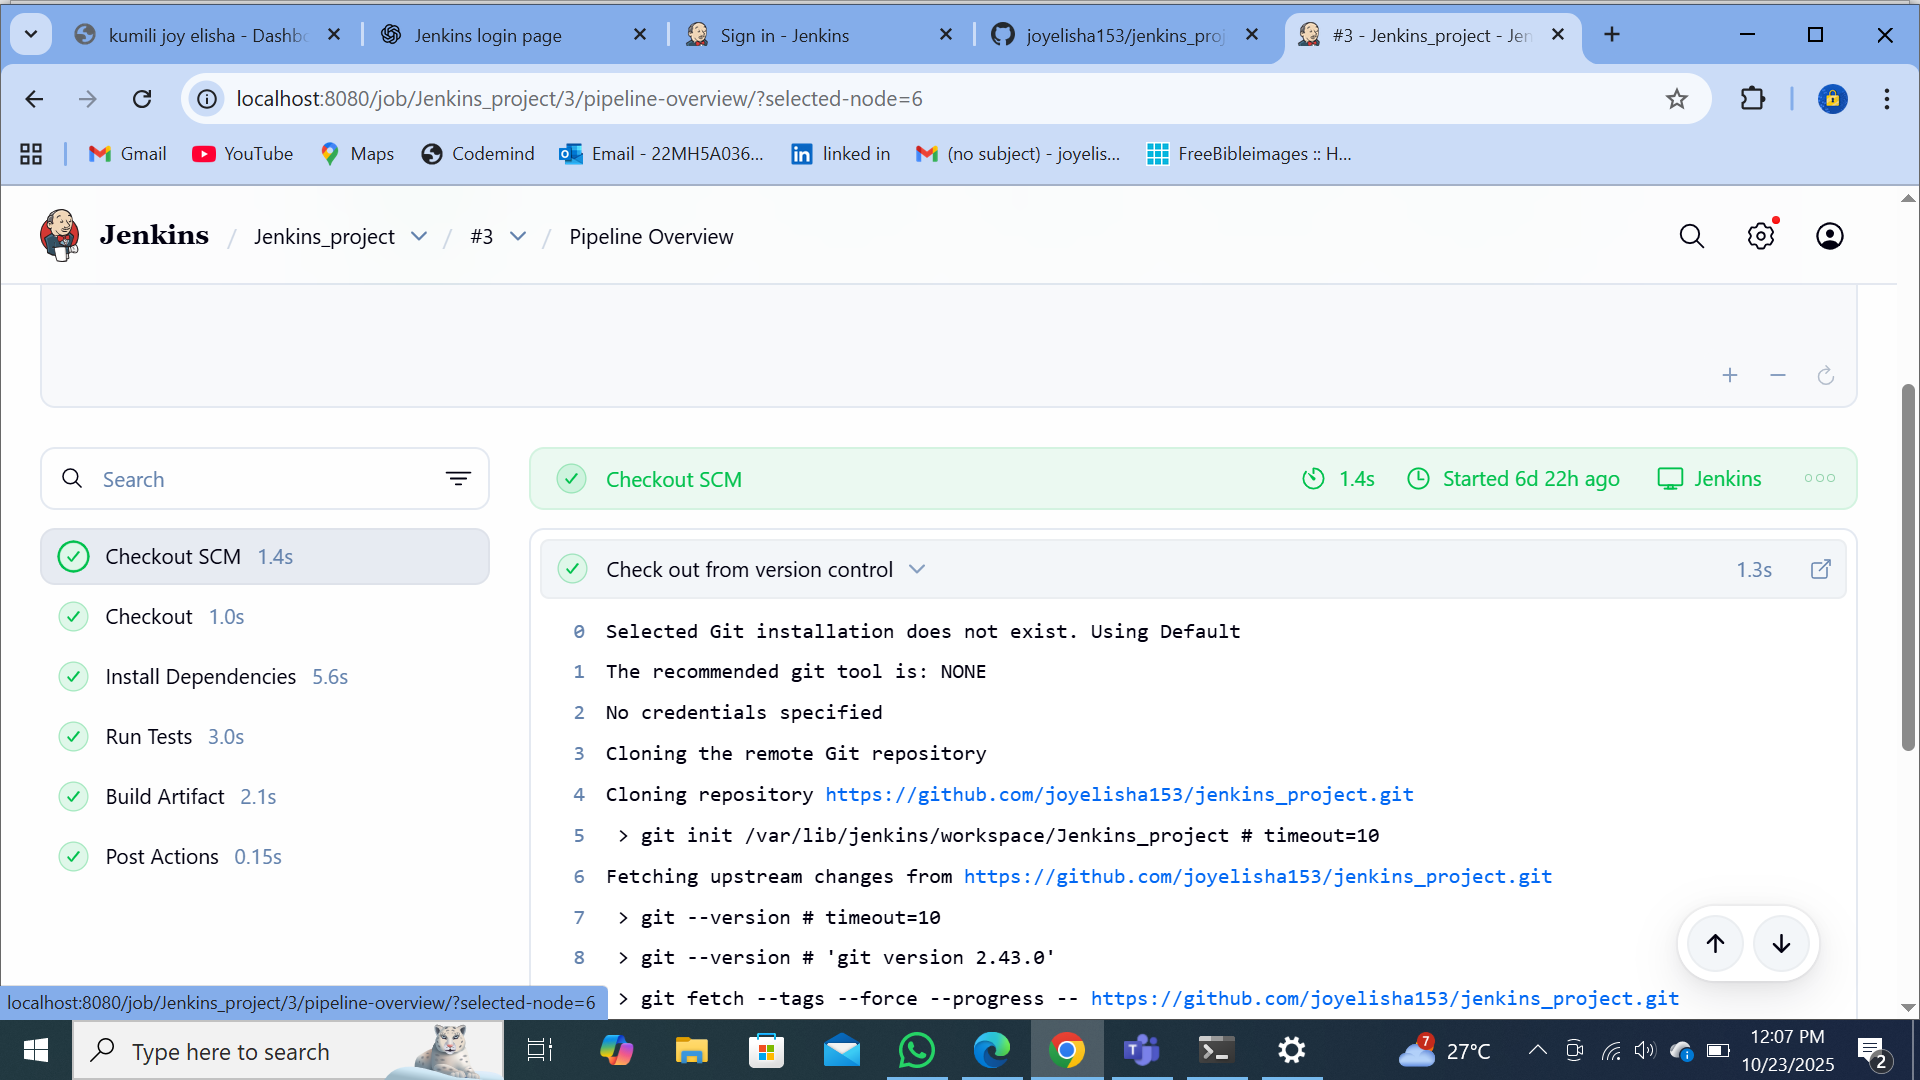 kumili joy elisha - Dashbo
Jenkins login page
Sign in - Jenkins
joyelisha153/jenkins_proj
#3 - Jenkins_project - Jen
localhost:8080/job/Jenkins_project/3/pipeline-overview/?selected-node=6
Gmail
YouTube
Maps
Codemind
Email - 22MH5A036...
linked in
(no subject) - joyelis...
FreeBibleimages :: H...
Jenkins / Jenkins_project / #3 / Pipeline Overview
Search
Checkout SCM 1.4s
Checkout 1.0s
Install Dependencies 5.6s
Run Tests 3.0s
Build Artifact 2.1s
Post Actions 0.15s
Checkout SCM 1.4s Started 6d 22h ago Jenkins
Check out from version control 1.3s
0 Selected Git installation does not exist. Using Default
1 The recommended git tool is: NONE
2 No credentials specified
3 Cloning the remote Git repository
4 Cloning repository https://github.com/joyelisha153/jenkins_project.git
5 > git init /var/lib/jenkins/workspace/Jenkins_project # timeout=10
6 Fetching upstream changes from https://github.com/joyelisha153/jenkins_project.git
7 > git --version # timeout=10
8 > git --version # 'git version 2.43.0'
> git fetch --tags --force --progress -- https://github.com/joyelisha153/jenkins_project.git
localhost:8080/job/Jenkins_project/3/pipeline-overview/?selected-node=6
Type here to search
7
27°C
12:07 PM
10/23/2025
2